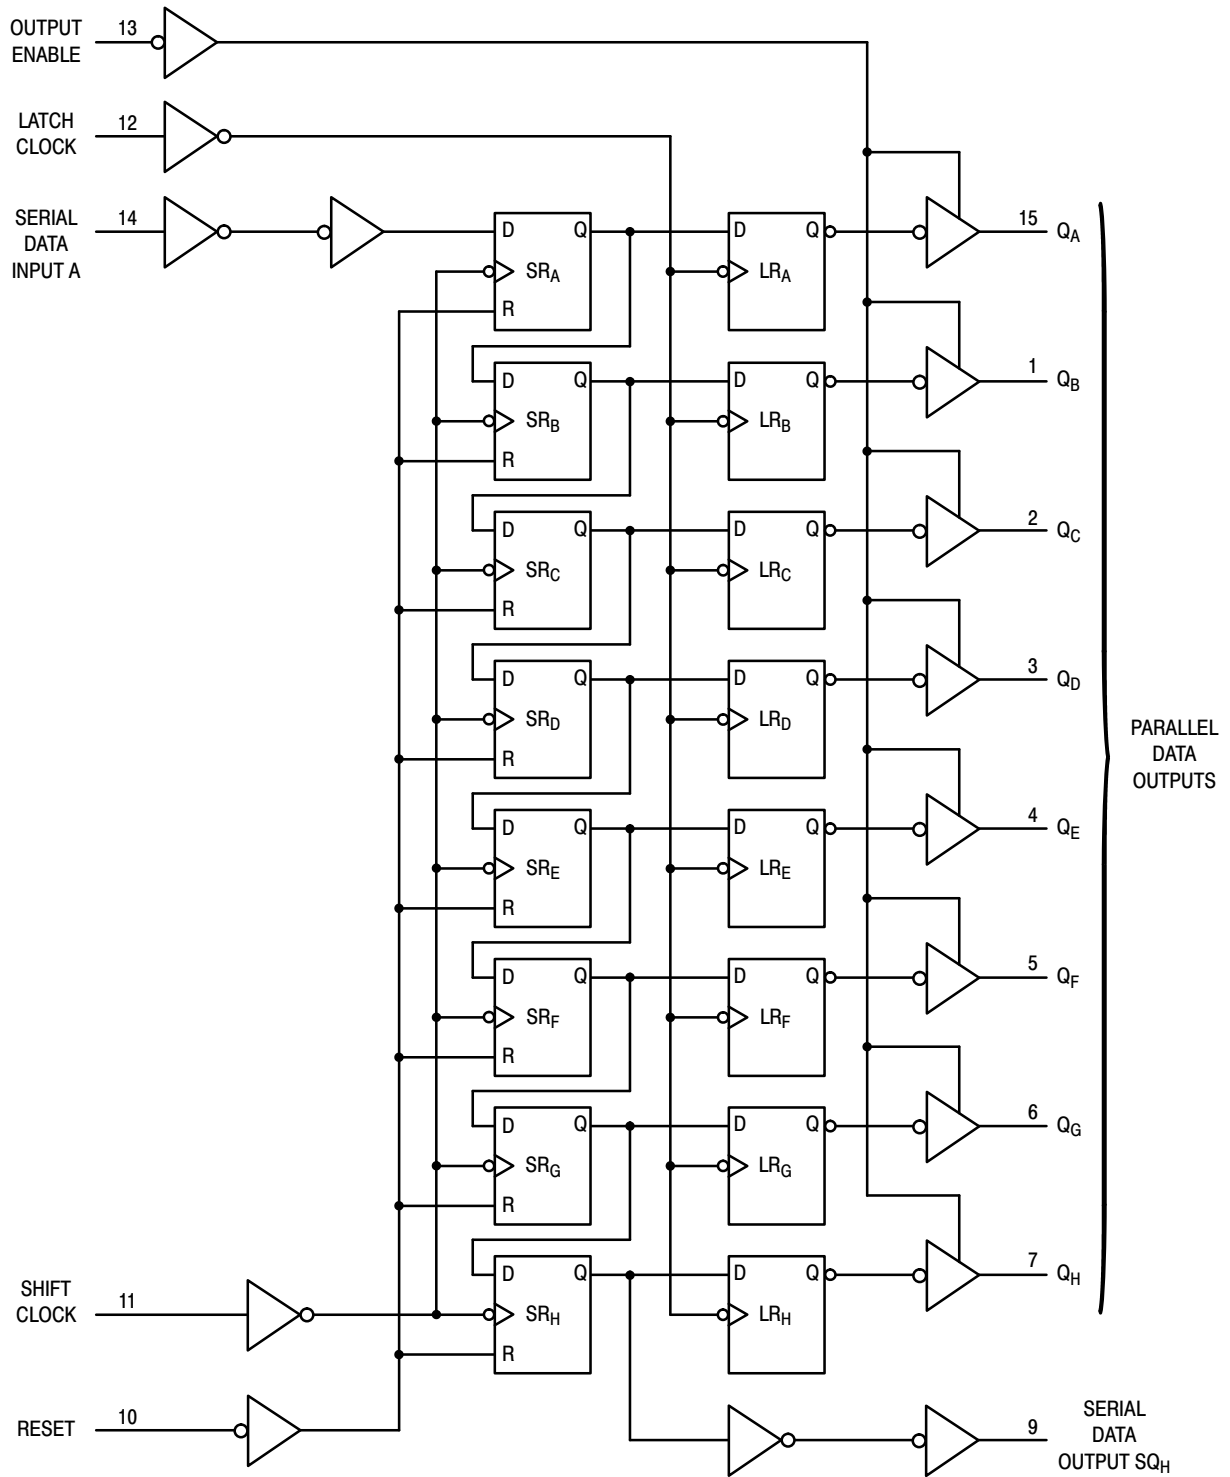 OUTPUT
ENABLE
13
LATCH
CLOCK
12
SERIAL
DATA
INPUT A
14
D Q
SRA
R
D Q
LRA
15
QA
D Q
SRB
R
D Q
LRB
1
QB
D Q
SRC
R
D Q
LRC
2
QC
D Q
SRD
R
D Q
LRD
3
QD
PARALLEL
DATA
OUTPUTS
D Q
SRE
R
D Q
LRE
4
QE
D Q
SRF
R
D Q
LRF
5
QF
D Q
SRG
R
D Q
LRG
6
QG
SHIFT
CLOCK
11
D Q
SRH
R
D Q
LRH
7
QH
RESET
10
9
SERIAL
DATA
OUTPUT SQH